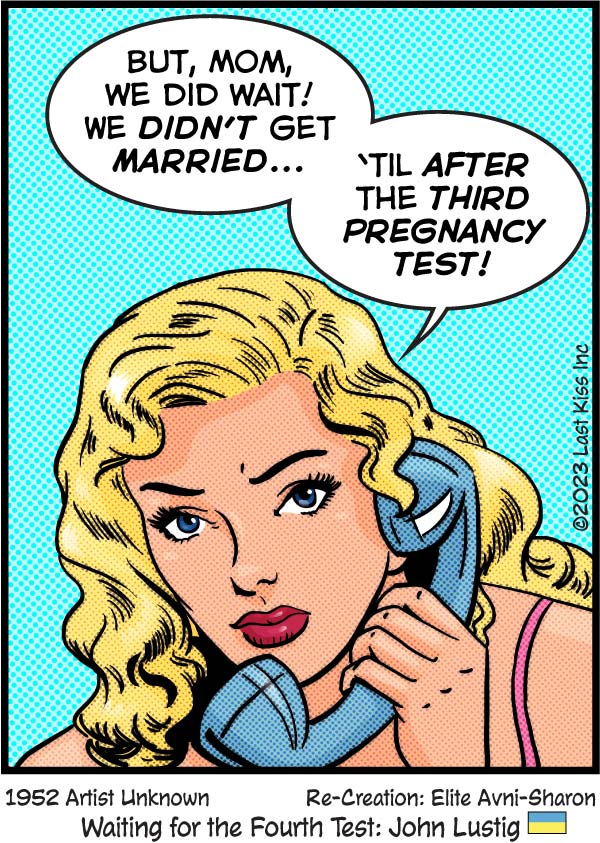 BUT, MOM,
WE DID WAIT!
WE DIDN'T GET
MARRIED...
'TIL AFTER
THE THIRD
PREGNANCY
TEST!
©2023 Last Kiss Inc
1952 Artist Unknown
Re-Creation: Elite Avni-Sharon
Waiting for the Fourth Test: John Lustig